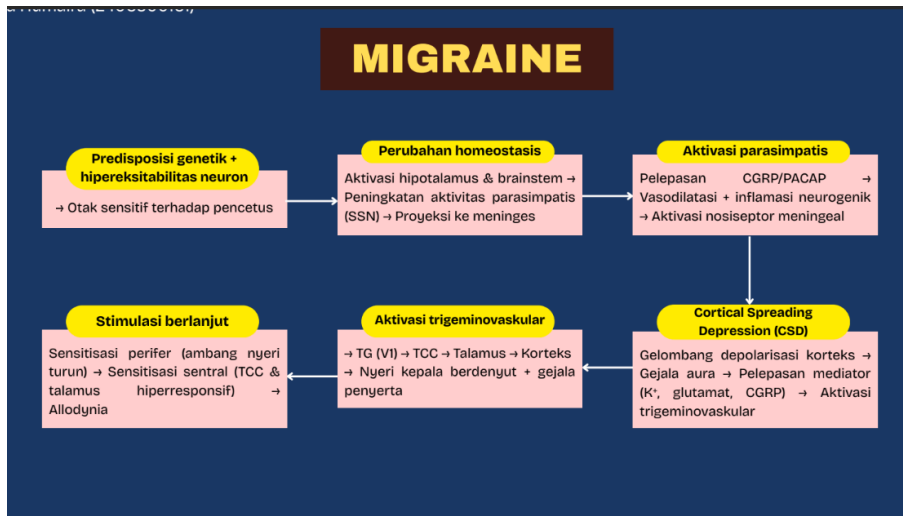 MIGRAINE
Predisposisi genetik +
hipereksitabilitas neuron
→ Otak sensitif terhadap pencetus
Perubahan homeostasis
Aktivasi hipotalamus & brainstem →
Peningkatan aktivitas parasimpatis
(SSN) → Proyeksi ke meninges
Aktivasi parasimpatis
Pelepasan CGRP/PACAP →
Vasodilatasi + inflamasi neurogenik
→ Aktivasi nosiseptor meningeal
Cortical Spreading
Depression (CSD)
Gelombang depolarisasi korteks →
Gejala aura → Pelepasan mediator
(K⁺, glutamat, CGRP) → Aktivasi
trigeminovaskular
Aktivasi trigeminovaskular
→ TG (V1) → TCC → Talamus → Korteks
→ Nyeri kepala berdenyut + gejala
penyerta
Stimulasi berlanjut
Sensitisasi perifer (ambang nyeri
turun) → Sensitisasi sentral (TCC &
talamus hiperresponsif) →
Allodynia